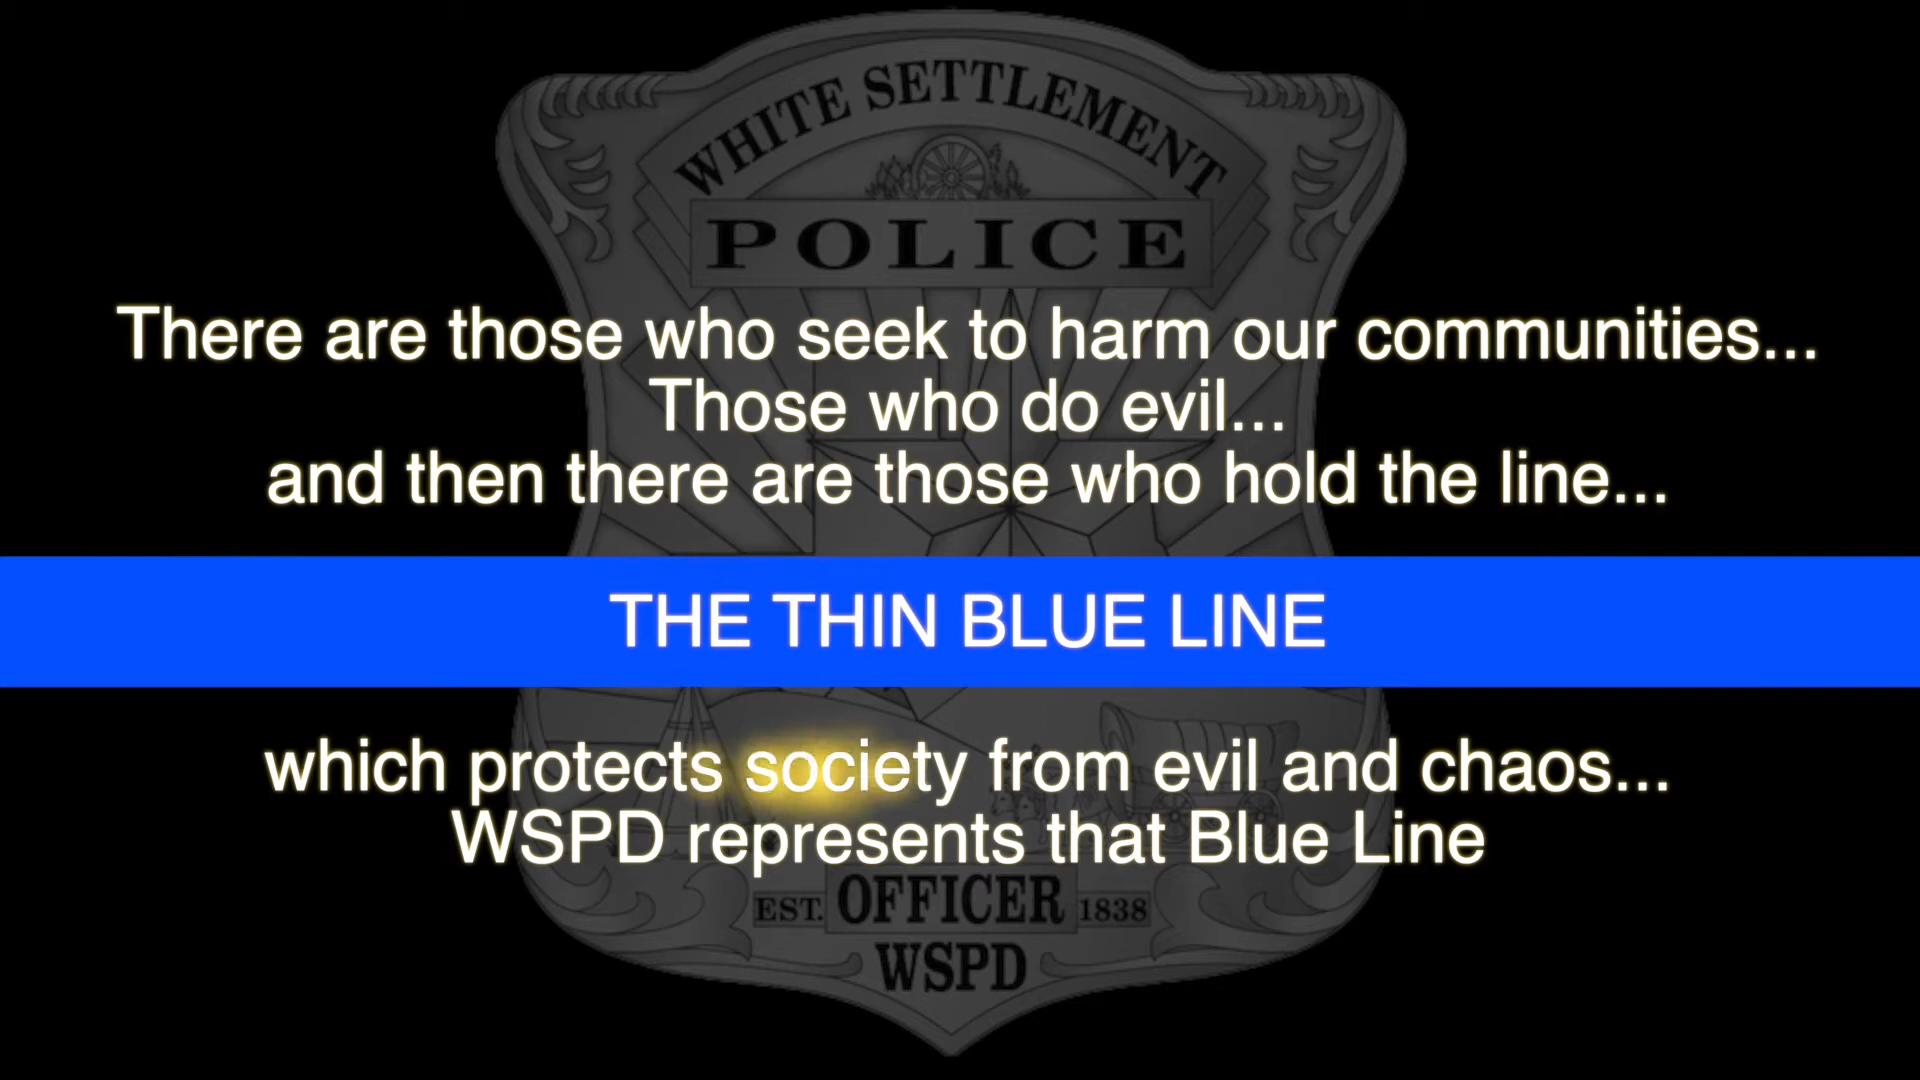 WHITE SETTLEMENT
POLICE
There are those who seek to harm our communities...
Those who do evil...
and then there are those who hold the line...
THE THIN BLUE LINE
which protects society from evil and chaos...
WSPD represents that Blue Line
EST. OFFICER 1838
WSPD